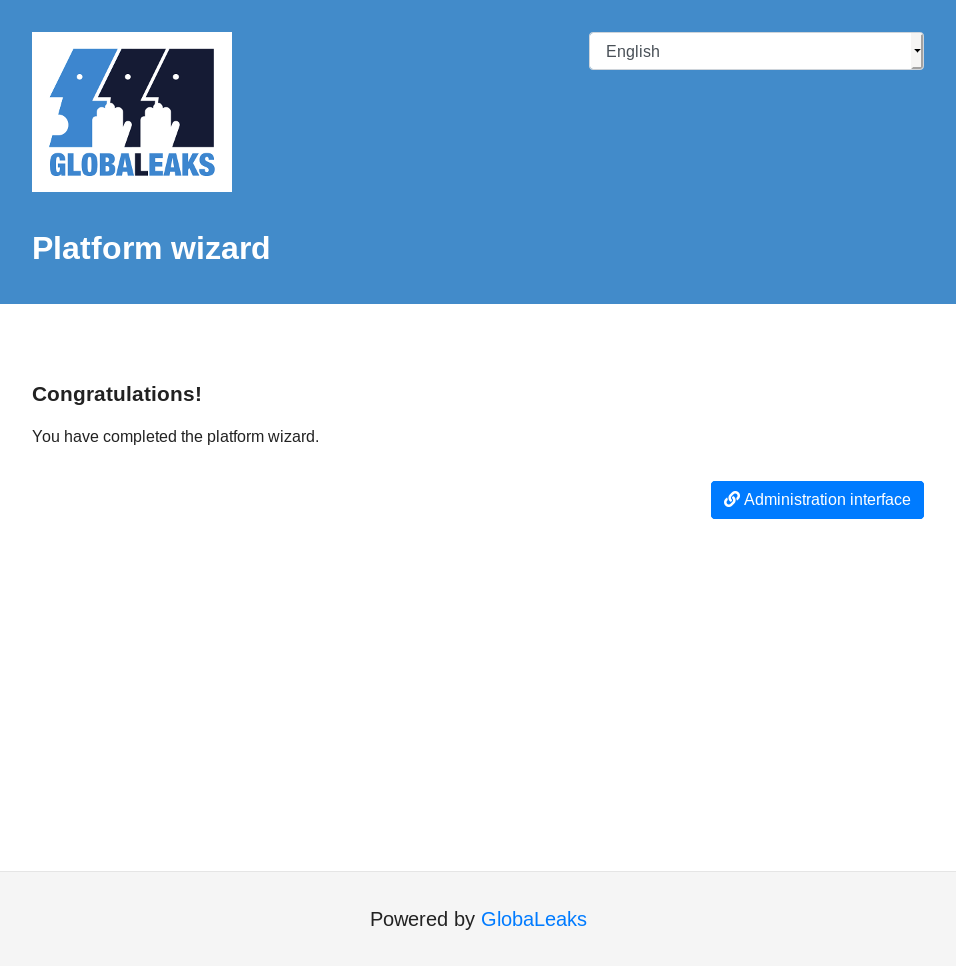 English
GLOBALEAKS
Platform wizard
Congratulations!
You have completed the platform wizard.
Administration interface
Powered by GlobaLeaks